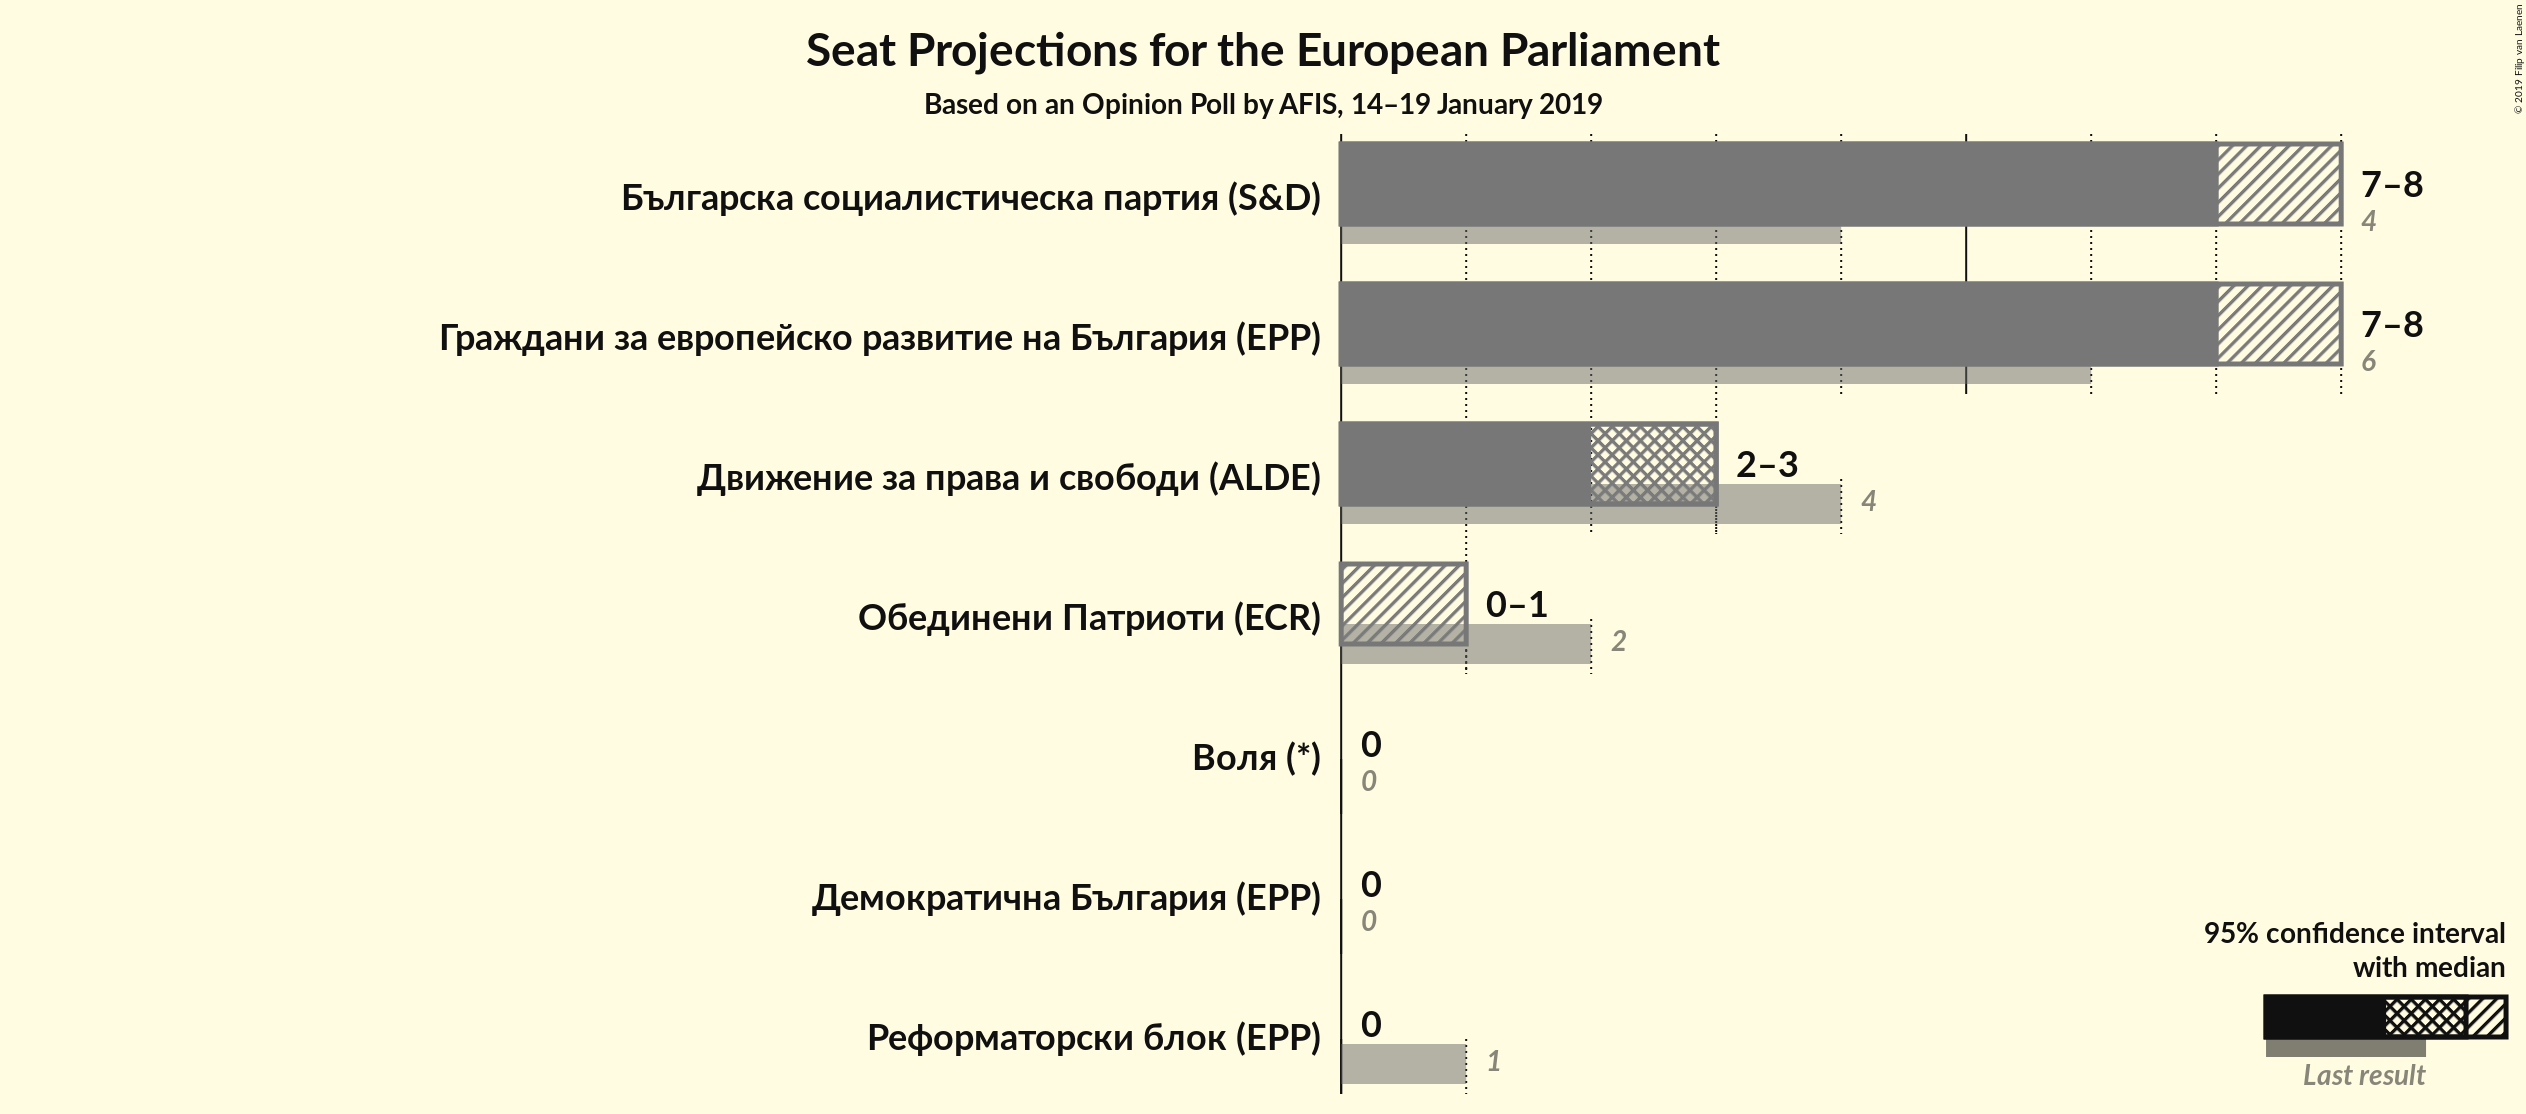 Seat Projections for the European Parliament
Based on an Opinion Poll by AFIS, 14–19 January 2019
© 2019 Filip van Laenen
Българска социалистическа партия (S&D)
7–8
4
Граждани за европейско развитие на България (EPP)
7–8
6
Движение за права и свободи (ALDE)
2–3
4
Обединени Патриоти (ECR)
0–1
2
Воля (*)
0
0
Демократична България (EPP)
0
0
Реформаторски блок (EPP)
0
1
95% confidence interval
with median
Last result